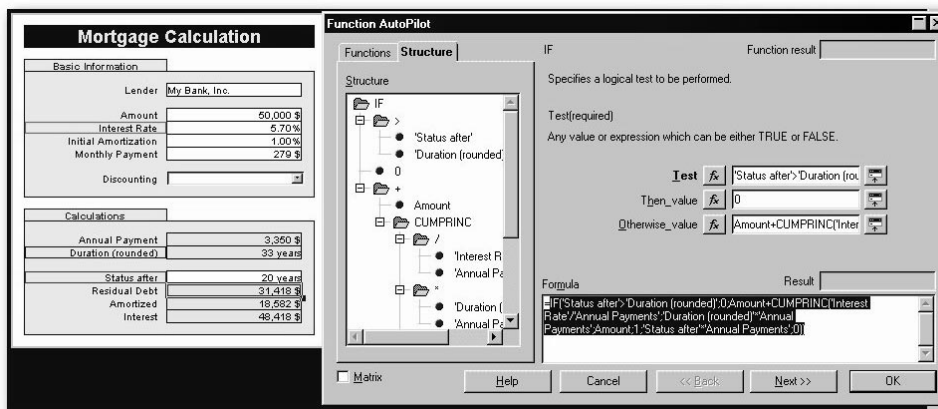 Mortgage Calculation
Basic Information
Lender My Bank, Inc.
Amount 50,000 $
Interest Rate 5.70%
Initial Amortization 1.00%
Monthly Payment 279 $
Discounting
Calculations
Annual Payment 3,350 $
Duration (rounded) 33 years
Status after 20 years
Residual Debt 31,418 $
Amortized 18,582 $
Interest 48,418 $
Function AutoPilot
Functions Structure
Structure
IF
>
'Status after'
'Duration (rounded)
0
+
Amount
CUMPRINC
/
'Interest R
'Annual Pa
*
'Duration (
'Annual Pa
Matrix
IF Function result
Specifies a logical test to be performed.
Test(required)
Any value or expression which can be either TRUE or FALSE.
Test fx 'Status after'>'Duration (rou
Then_value fx 0
Otherwise_value fx Amount+CUMPRINC('Inter
Formula Result
=IF('Status after'>'Duration (rounded)';0;Amount+CUMPRINC('Interest
Rate'/'Annual Payments';'Duration (rounded)'*'Annual
Payments';Amount;1;'Status after'*'Annual Payments';0))
Help Cancel << Back Next >> OK